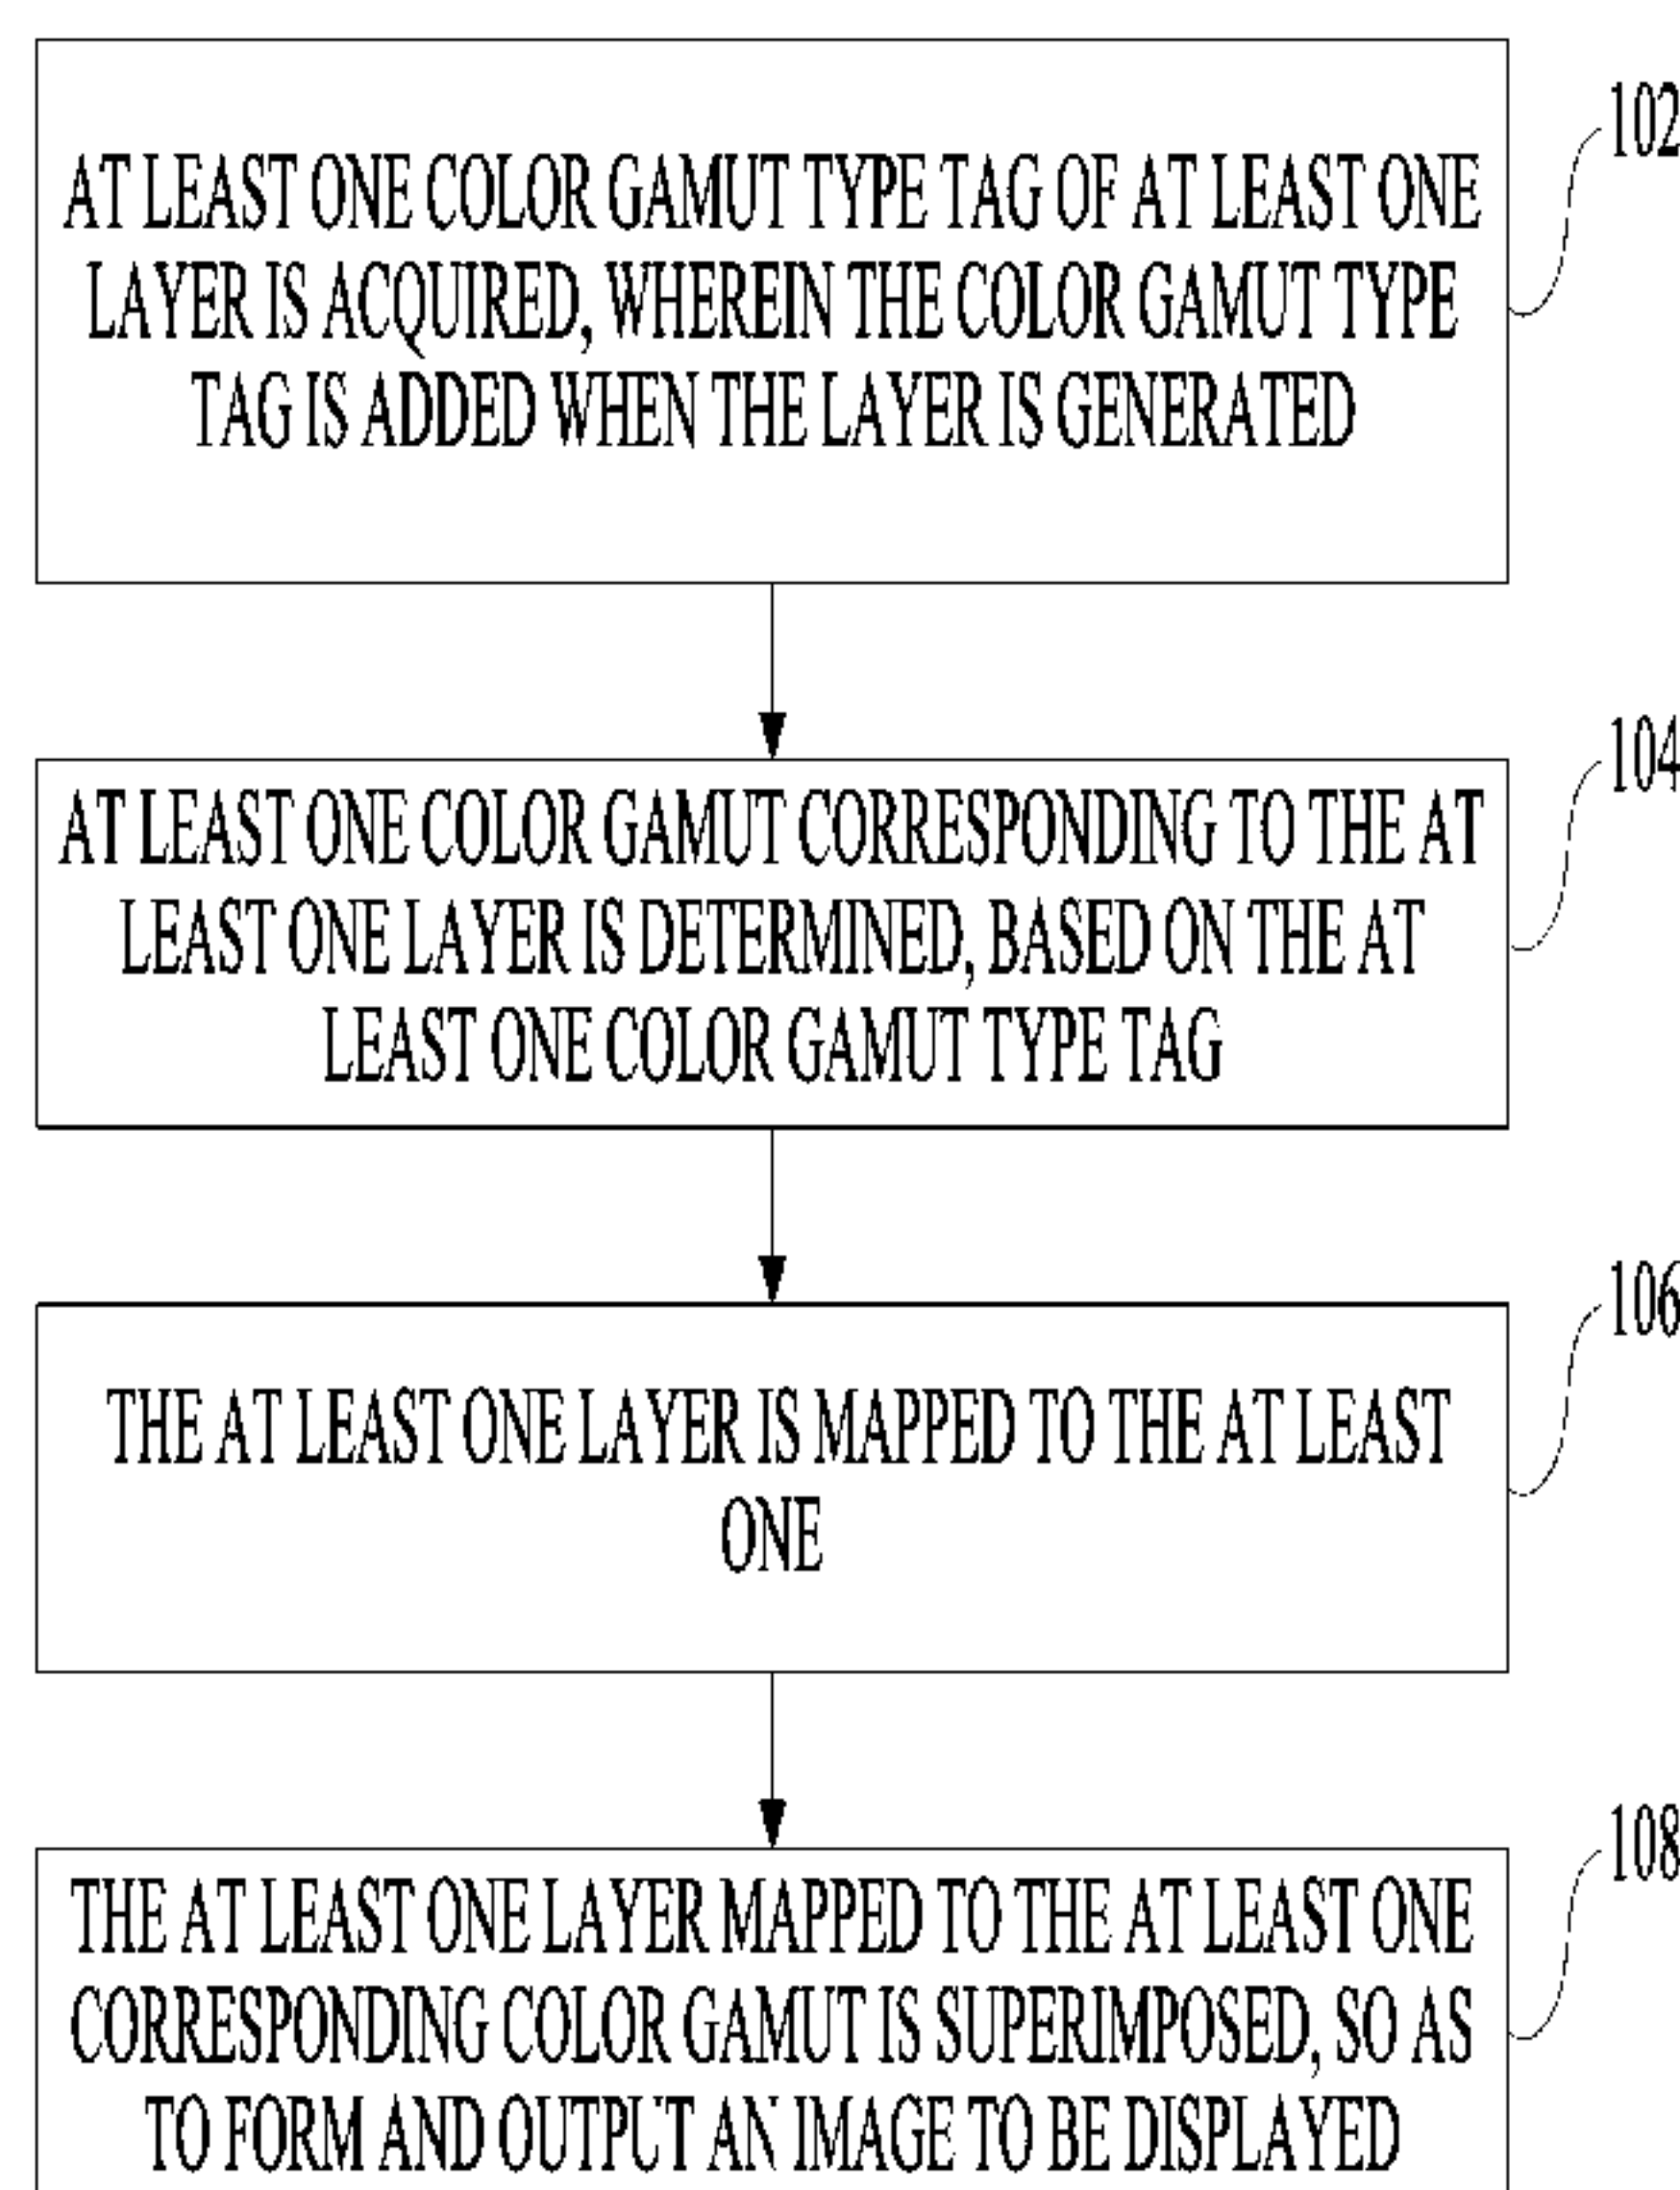 102
AT LEAST ONE COLOR GAMUT TYPE TAG OF AT LEAST ONE
LAYER IS ACQUIRED, WHEREIN THE COLOR GAMUT TYPE
TAG IS ADDED WHEN THE LAYER IS GENERATED
104
AT LEAST ONE COLOR GAMUT CORRESPONDING TO THE AT
LEAST ONE LAYER IS DETERMINED, BASED ON THE AT
LEAST ONE COLOR GAMUT TYPE TAG
106
THE AT LEAST ONE LAYER IS MAPPED TO THE AT LEAST
ONE
108
THE AT LEAST ONE LAYER MAPPED TO THE AT LEAST ONE
CORRESPONDING COLOR GAMUT IS SUPERIMPOSED, SO AS
TO FORM AND OUTPUT AN IMAGE TO BE DISPLAYED